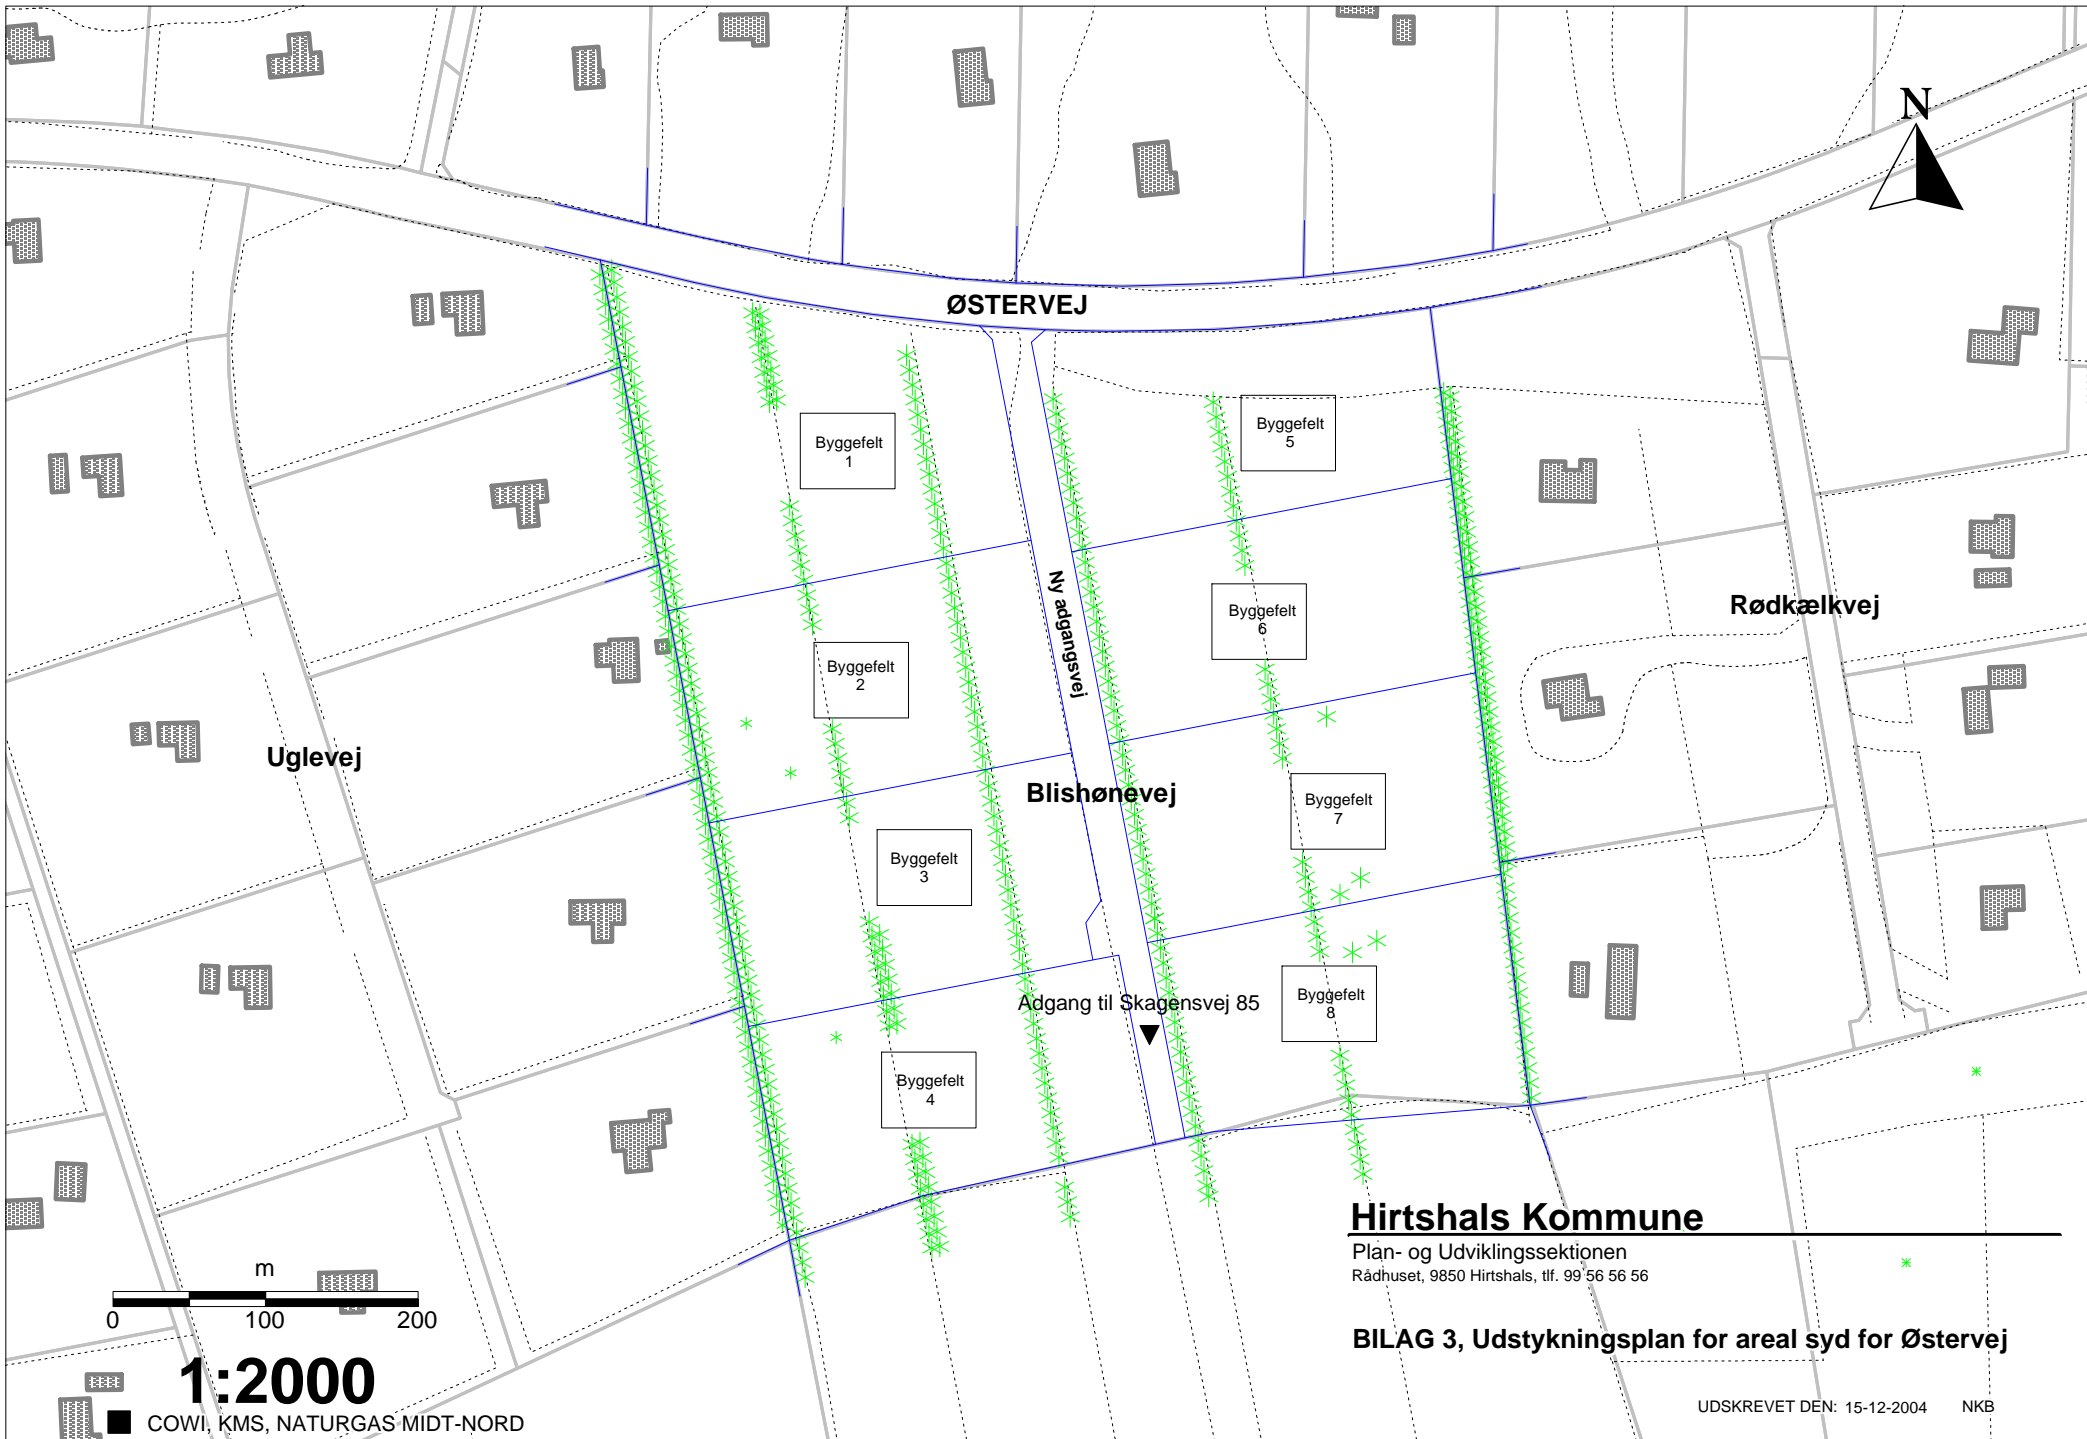 N
ØSTERVEJ
Byggefelt
1
Byggefelt
5
Ny adgangsvej
Byggefelt
6
Rødkælkvej
Byggefelt
2
Uglevej
Blishønevej
Byggefelt
7
Byggefelt
3
Adgang til Skagensvej 85
Byggefelt
8
Byggefelt
4
Hirtshals Kommune
Plan- og Udviklingssektionen
Rådhuset, 9850 Hirtshals, tlf. 99 56 56 56
m
0 100 200
BILAG 3, Udstykningsplan for areal syd for Østervej
1:2000
COWI, KMS, NATURGAS MIDT-NORD
UDSKREVET DEN: 15-12-2004 NKB